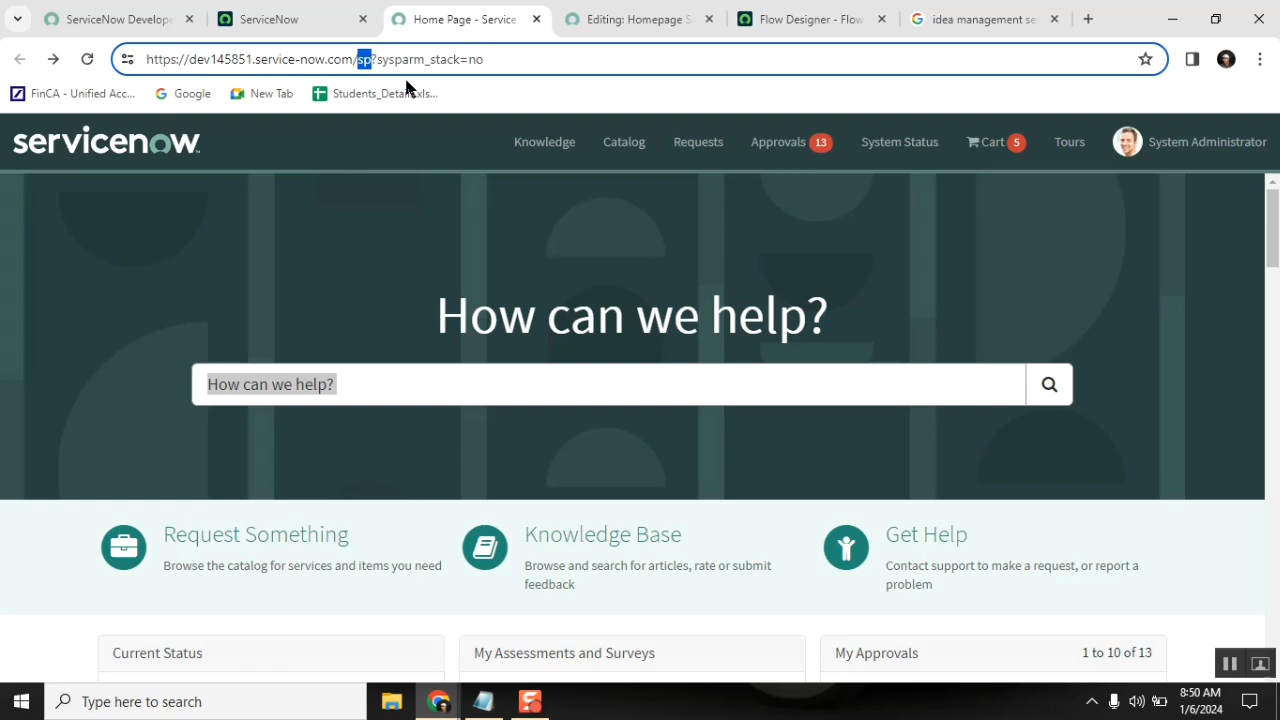 ServiceNow Develope
ServiceNow
Home Page - Service
Editing: Homepage S
Flow Designer - Flow
idea management se
https://dev145851.service-now.com/sp?sysparm_stack=no
FinCA - Unified Acc...
Google
New Tab
Students_Details.xls...
servicenow
Knowledge
Catalog
Requests
Approvals 13
System Status
Cart 5
Tours
System Administrator
How can we help?
How can we help?
Request Something
Browse the catalog for services and items you need
Knowledge Base
Browse and search for articles, rate or submit
feedback
Get Help
Contact support to make a request, or report a
problem
Current Status
My Assessments and Surveys
My Approvals
1 to 10 of 13
Type here to search
8:50 AM
1/6/2024